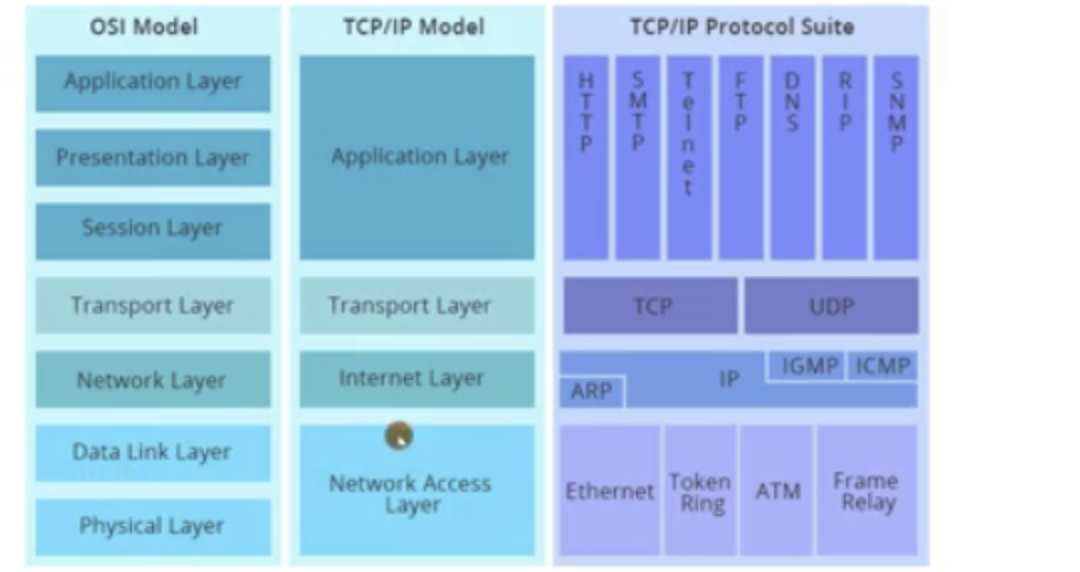 OSI Model
TCP/IP Model
TCP/IP Protocol Suite
Application Layer
Presentation Layer
Session Layer
Transport Layer
Network Layer
Data Link Layer
Physical Layer
Application Layer
Transport Layer
Internet Layer
Network Access
Layer
HTTP
SMTP
Telnet
FTP
DNS
RIP
SNMP
TCP
UDP
ARP
IP
IGMP
ICMP
Ethernet
Token
Ring
ATM
Frame
Relay